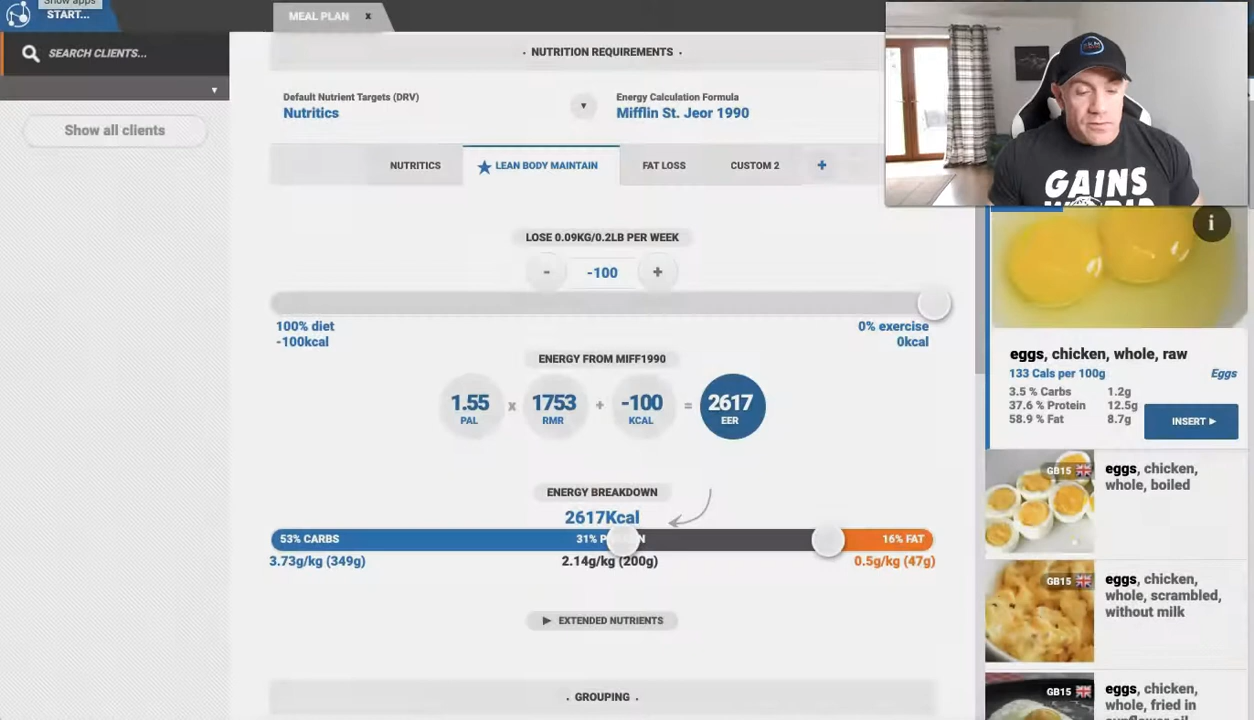 Show apps
START...
MEAL PLAN x
SEARCH CLIENTS...
Show all clients
· NUTRITION REQUIREMENTS ·
Default Nutrient Targets (DRV)
Nutritics
Energy Calculation Formula
Mifflin St. Jeor 1990
NUTRITICS
LEAN BODY MAINTAIN
FAT LOSS
CUSTOM 2
+
LOSE 0.09KG/0.2LB PER WEEK
- -100 +
100% diet
-100kcal
0% exercise
0kcal
ENERGY FROM MIFF1990
1.55 x 1753 + -100 = 2617
PAL RMR KCAL EER
ENERGY BREAKDOWN
2617Kcal
53% CARBS 31% 16% FAT
3.73g/kg (349g) 2.14g/kg (200g) 0.5g/kg (47g)
EXTENDED NUTRIENTS
· GROUPING ·
GAINS
i
eggs, chicken, whole, raw
133 Cals per 100g Eggs
3.5 % Carbs 1.2g
37.6 % Protein 12.5g
58.9 % Fat 8.7g
INSERT
GB15
eggs, chicken,
whole, boiled
GB15
eggs, chicken,
whole, scrambled,
without milk
GB15
eggs, chicken,
whole, fried in
sunflower oil